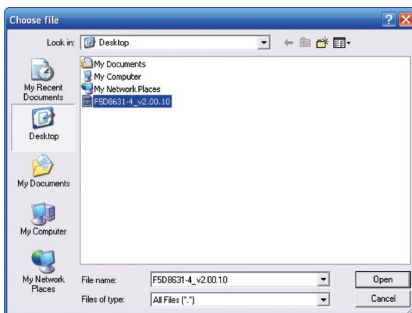 Choose file
Look in: Desktop
My Documents
My Computer
My Network Places
F5D8631-4_v2.00.10
My Recent
Documents
Desktop
My Documents
My Computer
My Network
Places
File name: F5D8631-4_v2.00.10 Open
Files of type: All Files (*.*) Cancel